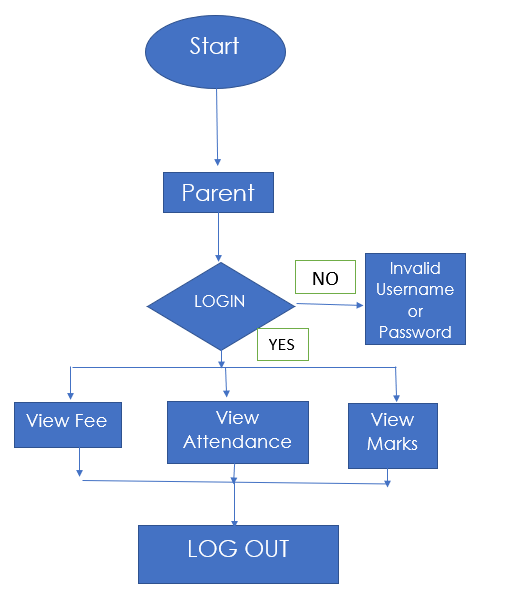 Start
Parent
LOGIN
NO
Invalid
Username
or
Password
YES
View Fee
View
Attendance
View
Marks
LOG OUT